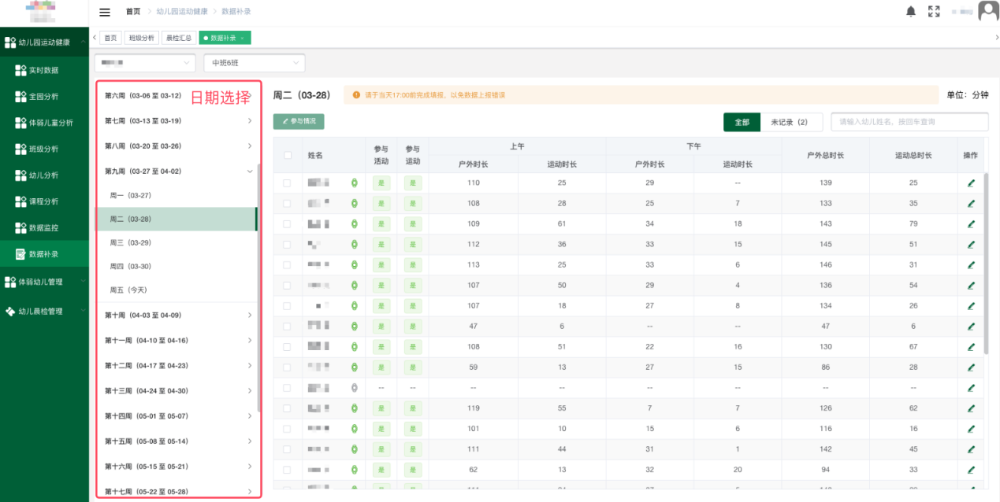 首页 > 幼儿园运动健康 > 数据补录
幼儿园运动健康
实时数据
全园分析
体弱儿童分析
班级分析
幼儿分析
课程分析
数据监控
数据补录
体弱幼儿管理
幼儿晨检管理
首页 班级分析 晨检汇总 数据补录
中班6班
日期选择
第六周（03-06 至 03-12）
第七周（03-13 至 03-19）
第八周（03-20 至 03-26）
第九周（03-27 至 04-02）
周一（03-27）
周二（03-28）
周三（03-29）
周四（03-30）
周五（今天）
第十周（04-03 至 04-09）
第十一周（04-10 至 04-16）
第十二周（04-17 至 04-23）
第十三周（04-24 至 04-30）
第十四周（05-01 至 05-07）
第十五周（05-08 至 05-14）
第十六周（05-15 至 05-21）
第十七周（05-22 至 05-28）
周二（03-28） 请于当天17:00前完成填报，以免数据上报错误 单位：分钟
参与情况 全部 未记录（2） 请输入幼儿姓名，按回车查询
姓名 参与活动 参与运动 上午 下午 户外总时长 运动总时长 操作
户外时长 运动时长 户外时长 运动时长
是 是 110 25 29 -- 139 25
是 是 108 28 25 7 133 35
是 是 109 61 34 18 143 79
是 是 112 36 33 15 145 51
是 是 113 25 33 6 146 31
是 是 107 50 29 4 136 54
是 是 107 18 27 8 134 26
是 是 47 6 -- -- 47 6
是 是 108 51 22 16 130 67
是 是 59 13 27 15 86 28
-- -- -- -- -- -- -- --
是 是 119 55 7 7 126 62
是 是 101 10 15 6 116 16
是 是 111 44 31 1 142 45
是 是 62 13 32 20 94 33